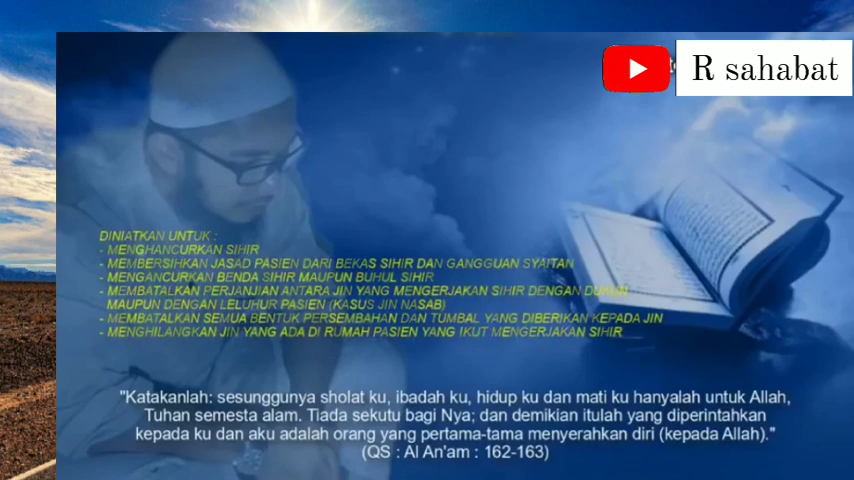 R sahabat
DINIATKAN UNTUK :
- MENGHANCURKAN SIHIR
- MEMBERSIHKAN JASAD PASIEN DARI BEKAS SIHIR DAN GANGGUAN SYAITAN
- MENGANCURKAN BENDA SIHIR MAUPUN BUHUL SIHIR
- MEMBATALKAN PERJANJIAN ANTARA JIN YANG MENGERJAKAN SIHIR DENGAN DUKUN
MAUPUN DENGAN LELUHUR PASIEN (KASUS JIN NASAB)
- MEMBATALKAN SEMUA BENTUK PERSEMBAHAN DAN TUMBAL YANG DIBERIKAN KEPADA JIN
- MENGHILANGKAN JIN YANG ADA DI RUMAH PASIEN YANG IKUT MENGERJAKAN SIHIR
"Katakanlah: sesunggunya sholat ku, ibadah ku, hidup ku dan mati ku hanyalah untuk Allah,
Tuhan semesta alam. Tiada sekutu bagi Nya; dan demikian itulah yang diperintahkan
kepada ku dan aku adalah orang yang pertama-tama menyerahkan diri (kepada Allah)."
(QS : Al An'am : 162-163)